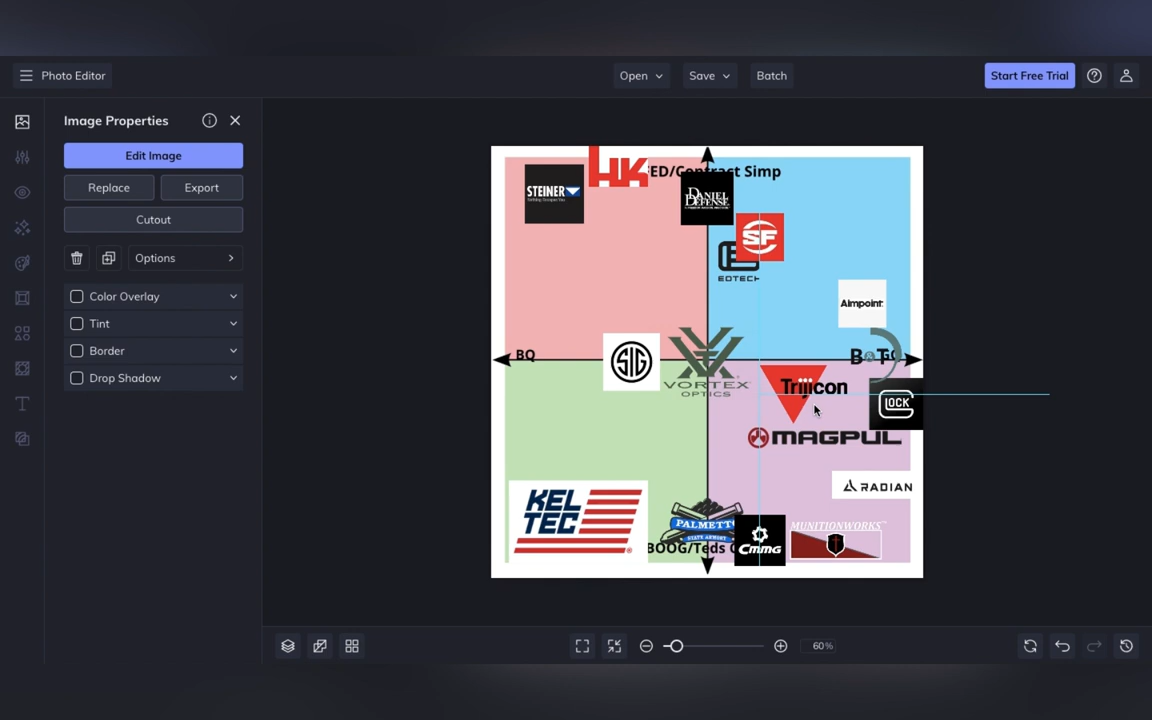 Photo Editor
Open
Save
Batch
Start Free Trial
Image Properties
Edit Image
Replace
Export
Cutout
Options
Color Overlay
Tint
Border
Drop Shadow
STEINER
HK
ED/Contract Simp
DANIEL
DEFENSE
SF
EOTECH
Aimpoint
BQ
SIG
VORTEX
OPTICS
B&T
Trijicon
GLOCK
MAGPUL
RADIAN
KEL
TEC
PALMETTO
STATE ARMORY
BOOG/Teds
CMMG
MUNITIONWORKS™
60%